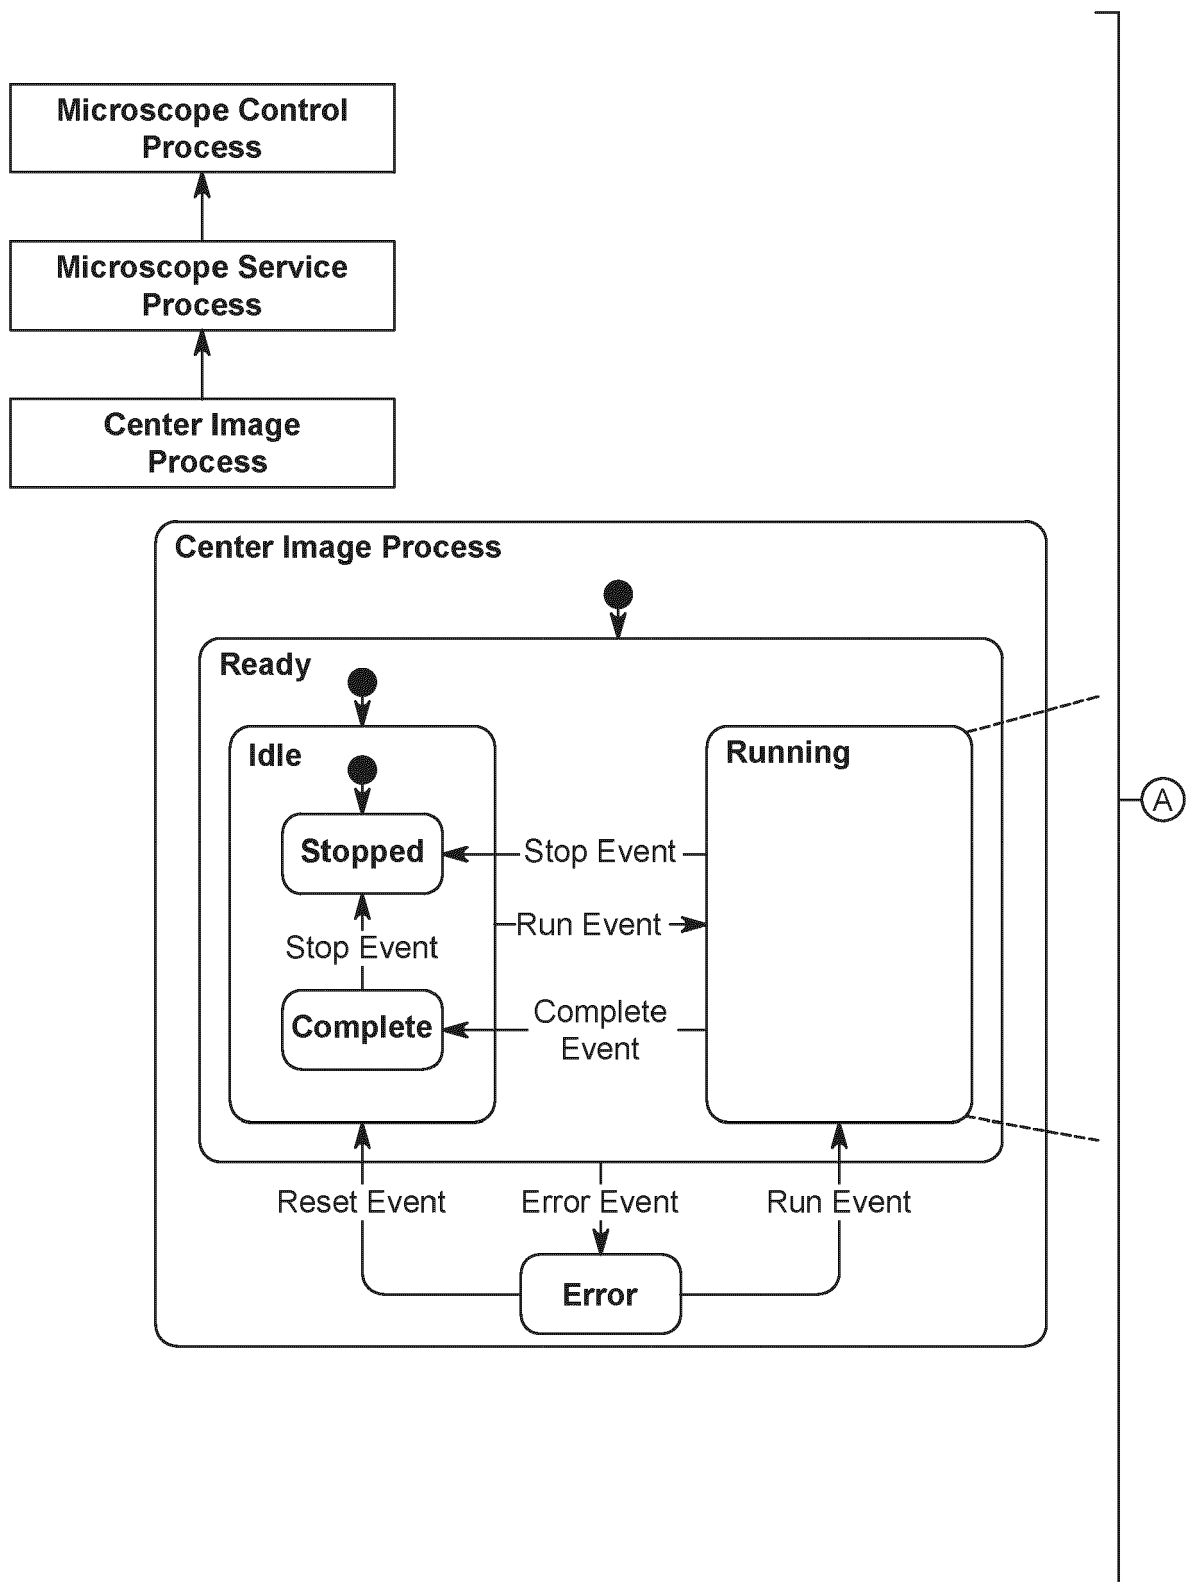 Microscope Control
Process
Microscope Service
Process
Center Image
Process
Center Image Process
Ready
Idle
Running
Stopped
Stop Event
Run Event
Stop Event
Complete
Complete
Event
Reset Event
Error Event
Run Event
Error
A